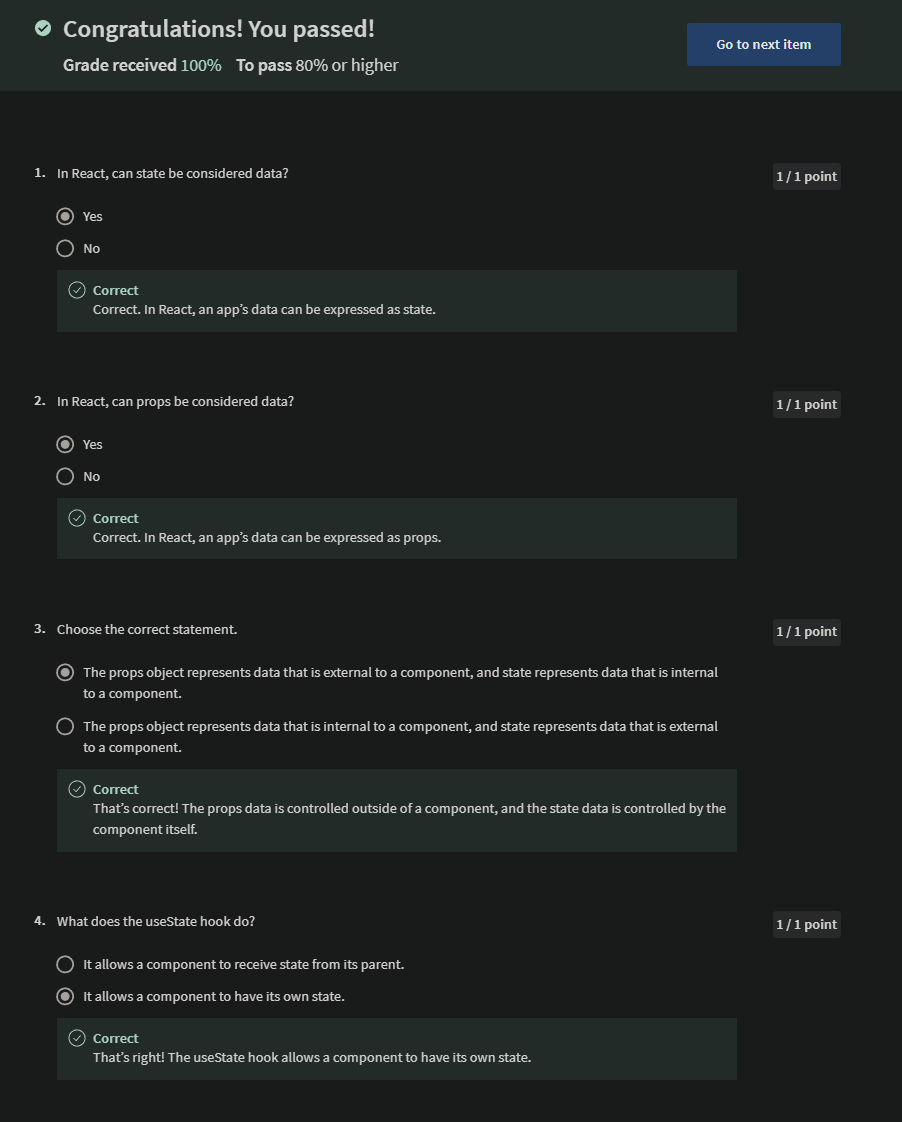 Congratulations! You passed!
Grade received 100% To pass 80% or higher
Go to next item
1. In React, can state be considered data?
1 / 1 point
Yes
No
Correct
Correct. In React, an app’s data can be expressed as state.
2. In React, can props be considered data?
1 / 1 point
Yes
No
Correct
Correct. In React, an app’s data can be expressed as props.
3. Choose the correct statement.
1 / 1 point
The props object represents data that is external to a component, and state represents data that is internal
to a component.
The props object represents data that is internal to a component, and state represents data that is external
to a component.
Correct
That’s correct! The props data is controlled outside of a component, and the state data is controlled by the
component itself.
4. What does the useState hook do?
1 / 1 point
It allows a component to receive state from its parent.
It allows a component to have its own state.
Correct
That’s right! The useState hook allows a component to have its own state.